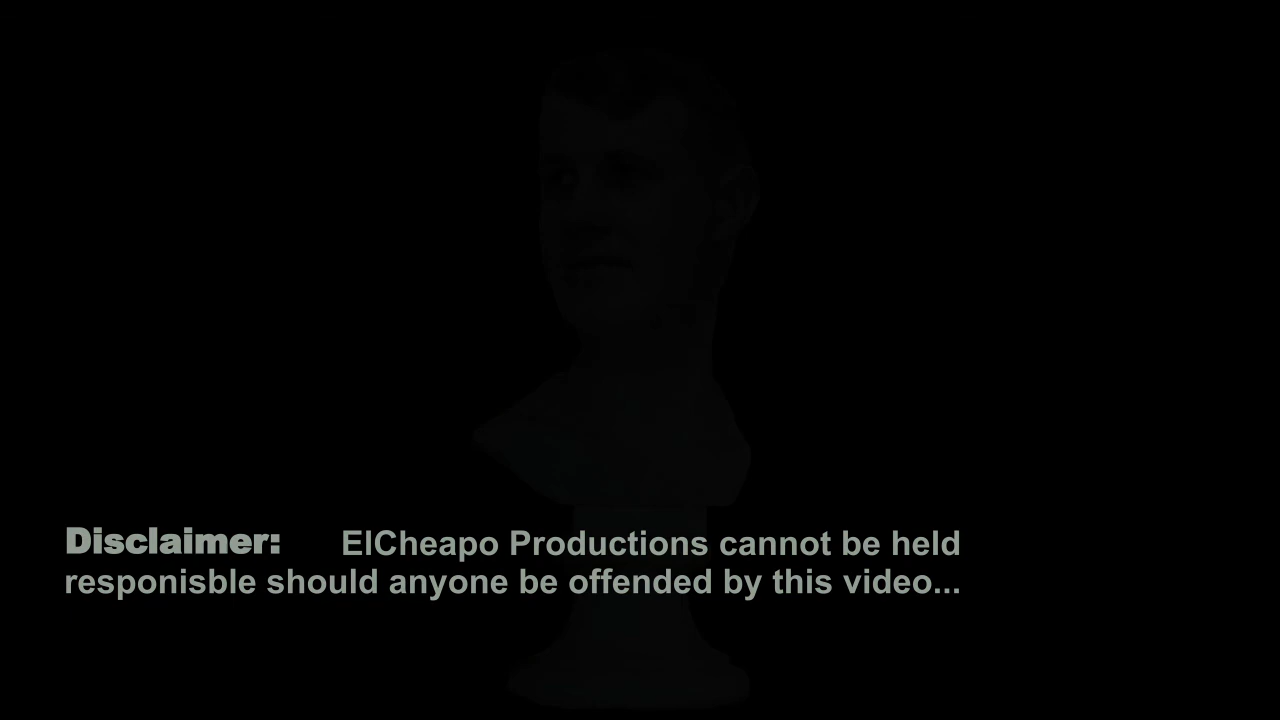 Disclaimer: ElCheapo Productions cannot be held
responisble should anyone be offended by this video...